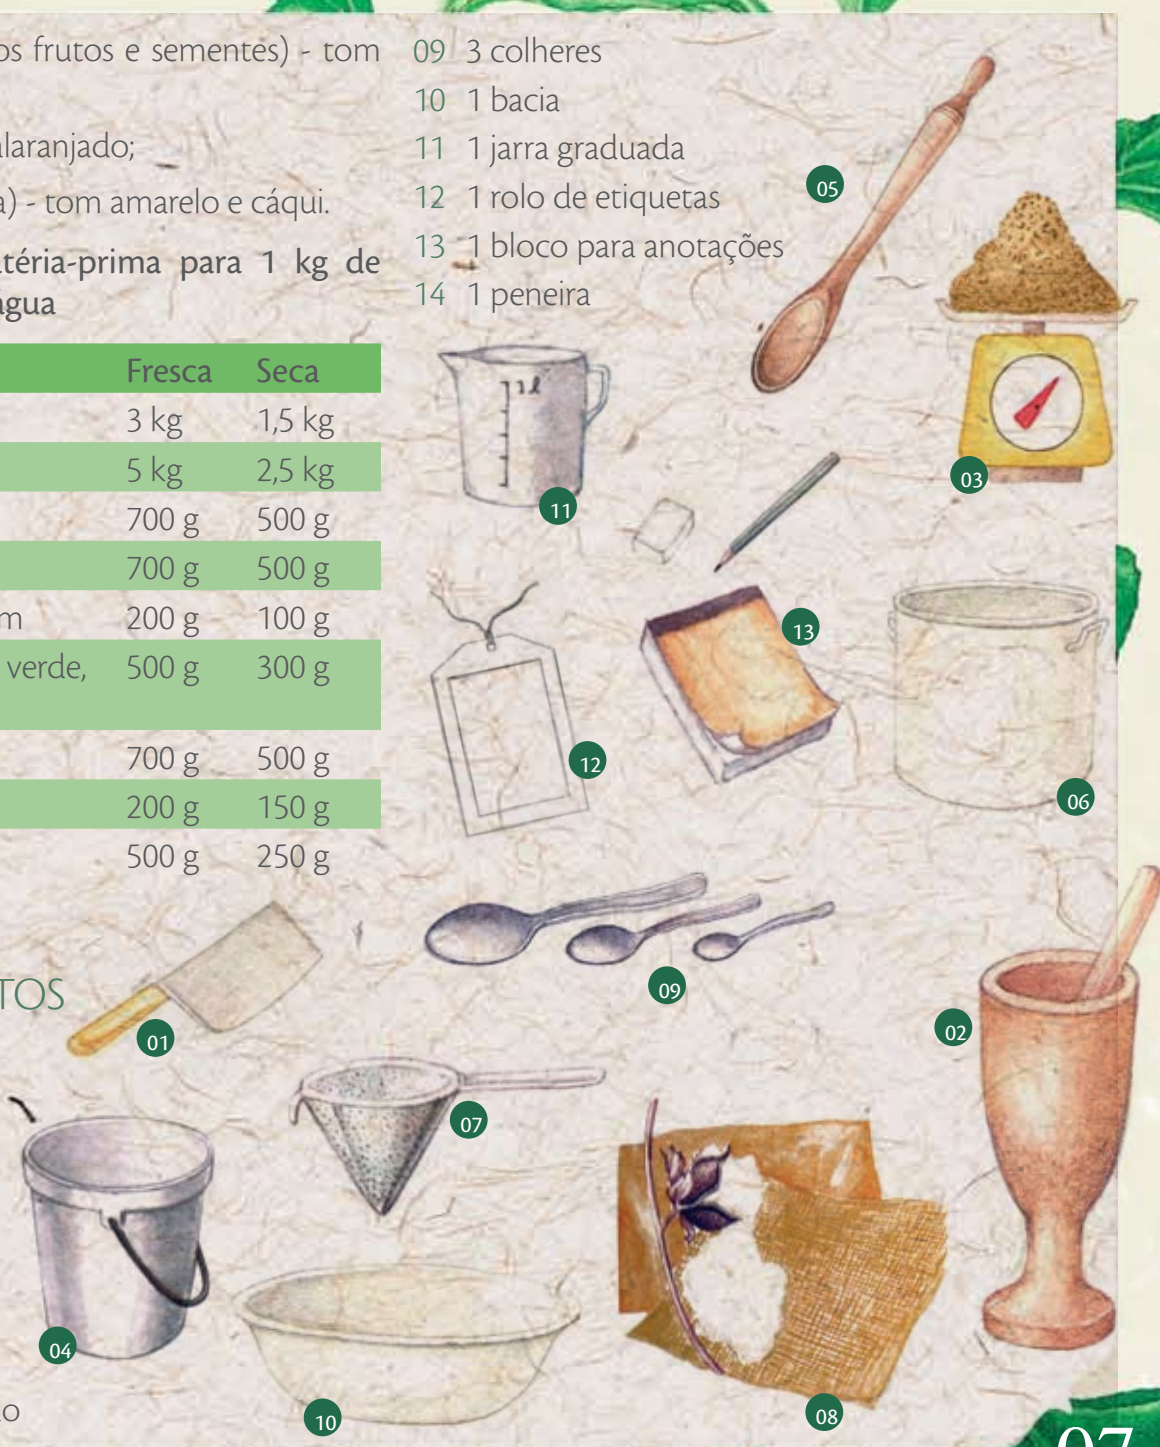 os frutos e sementes) - tom
alaranjado;
a) - tom amarelo e cáqui.
atéria-prima para 1 kg de
água
Fresca Seca
3 kg 1,5 kg
5 kg 2,5 kg
700 g 500 g
700 g 500 g
m 200 g 100 g
verde, 500 g 300 g
700 g 500 g
200 g 150 g
500 g 250 g
TOS
o
09 3 colheres
10 1 bacia
11 1 jarra graduada
12 1 rolo de etiquetas
13 1 bloco para anotações
14 1 peneira
05
03
1 l
11
13
12
06
09
01
02
07
04
10
08
07